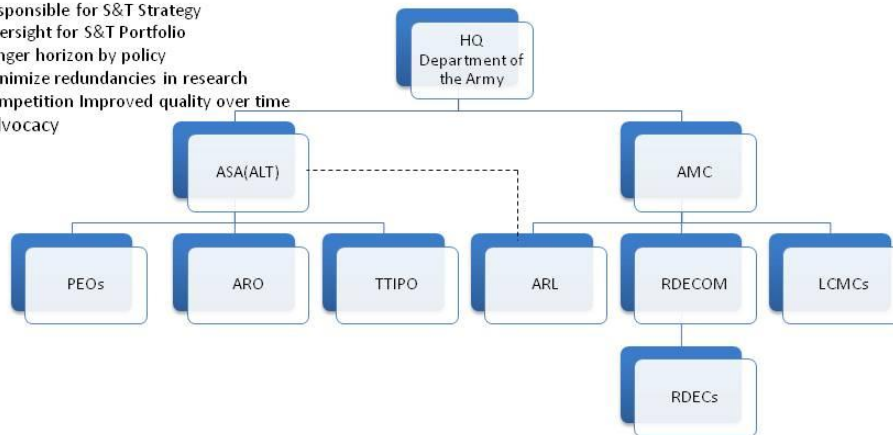 sponsible for S&T Strategy
ersight for S&T Portfolio
nger horizon by policy
nimize redundancies in research
mpetition Improved quality over time
vocacy
HQ
Department of
the Army
ASA(ALT)
AMC
PEOs
ARO
TTIPO
ARL
RDECOM
LCMCs
RDECs